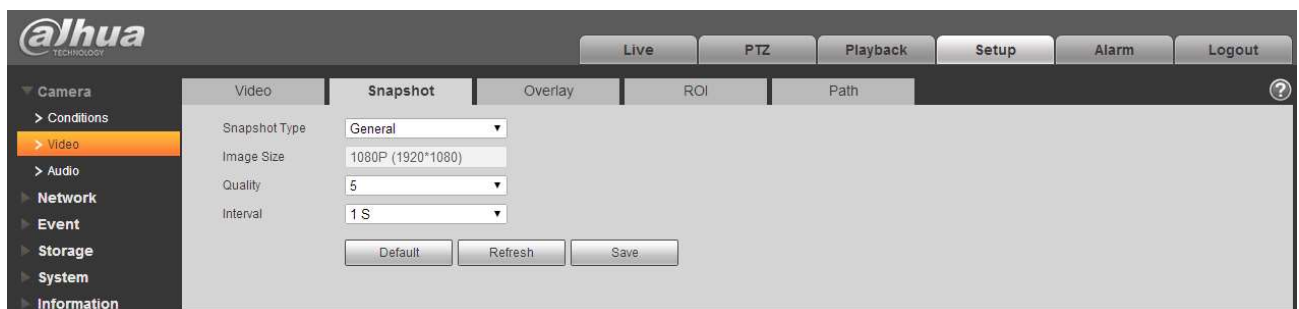 alhua
TECHNOLOGY
Live PTZ Playback Setup Alarm Logout
Camera
> Conditions
> Video
> Audio
Network
Event
Storage
System
Information
Video Snapshot Overlay ROI Path
?
Snapshot Type General
Image Size 1080P (1920*1080)
Quality 5
Interval 1 S
Default Refresh Save